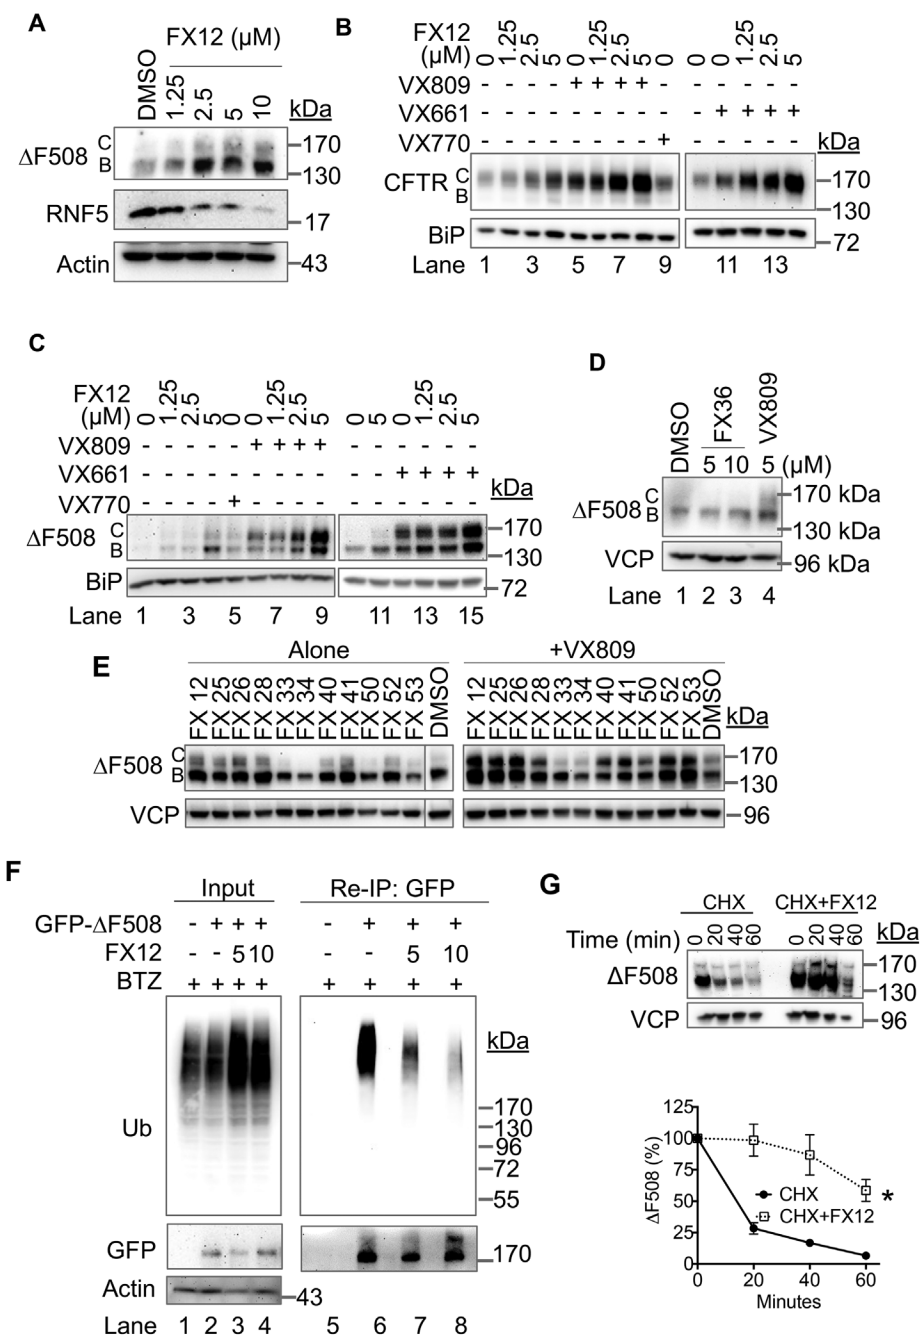 A
FX12 (µM)
DMSO
1.25
2.5
5
10
kDa
ΔF508
C
B
170
130
RNF5
17
Actin
43
B
FX12
(µM)
0
1.25
2.5
5
0
1.25
2.5
5
0
0
0
1.25
2.5
5
VX809
- - - - + + + + -
- - - - -
VX661
- - - - - - - - -
- + + + +
VX770
- - - - - - - - +
- - - - -
kDa
CFTR
C
B
170
130
BiP
72
Lane 1 3 5 7 9 11 13
C
FX12
(µM)
0
1.25
2.5
5
0
0
1.25
2.5
5
0
5
0
1.25
2.5
5
VX809
- - - - - + + + +
- - - - - -
VX661
- - - - - - - - -
- - + + + +
VX770
- - - - + - - - -
- - - - - -
kDa
ΔF508
C
B
170
130
BiP
72
Lane 1 3 5 7 9 11 13 15
D
DMSO
FX36
VX809
5 10 5 (µM)
ΔF508
C
B
170 kDa
130 kDa
VCP
96 kDa
Lane 1 2 3 4
E
Alone
+VX809
FX 12
FX 25
FX 26
FX 28
FX 33
FX 34
FX 40
FX 41
FX 50
FX 52
FX 53
DMSO
FX 12
FX 25
FX 26
FX 28
FX 33
FX 34
FX 40
FX 41
FX 50
FX 52
FX 53
DMSO
kDa
ΔF508
C
B
170
130
VCP
96
F
Input
Re-IP: GFP
GFP-ΔF508 - + + + - + + +
FX12 - - 5 10 - - 5 10
BTZ + + + + + + + +
kDa
Ub
170
130
96
72
55
GFP
170
Actin
43
Lane 1 2 3 4 5 6 7 8
G
CHX
CHX+FX12
Time (min)
0
20
40
60
0
20
40
60
kDa
ΔF508
170
130
VCP
96
ΔF508 (%)
125
100
75
50
25
0
CHX
CHX+FX12
*
0 20 40 60
Minutes